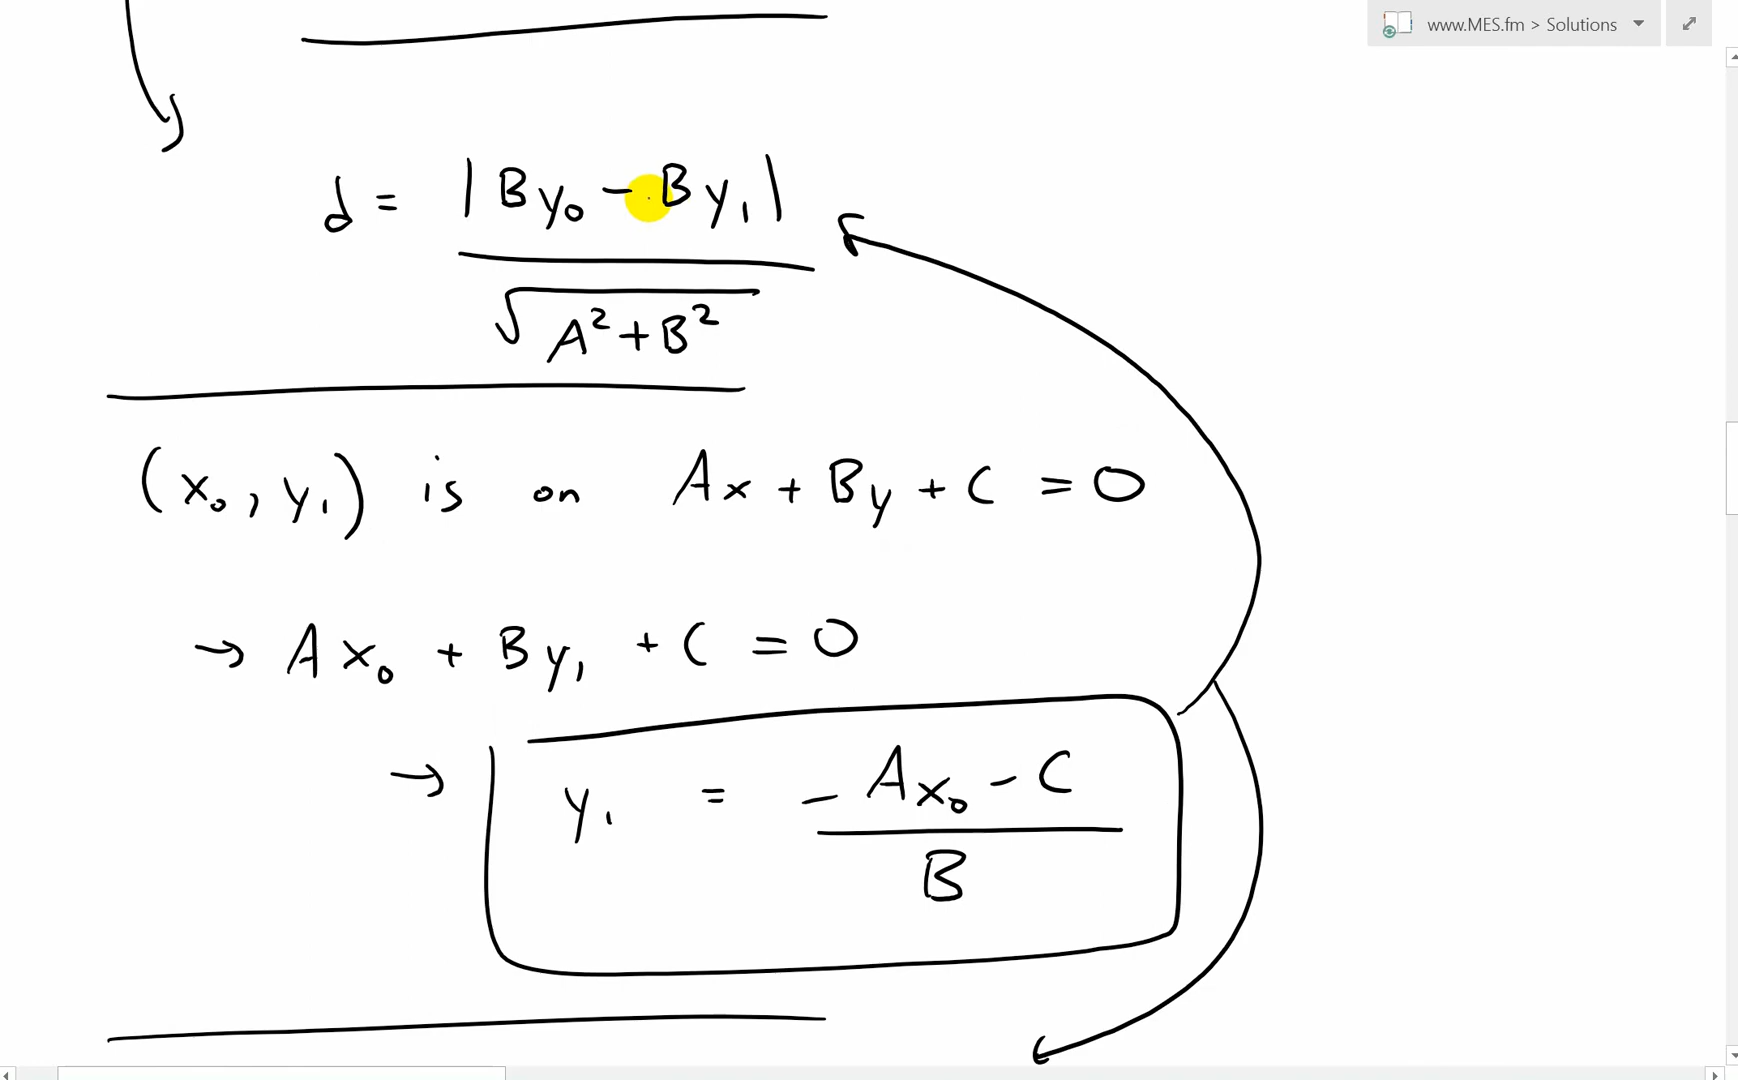 www.MES.fm > Solutions
d = |By₀ - By₁| / √(A² + B²)
(x₀, y₁) is on Ax + By + C = 0
→ Ax₀ + By₁ + C = 0
→ y₁ = (-Ax₀ - C) / B